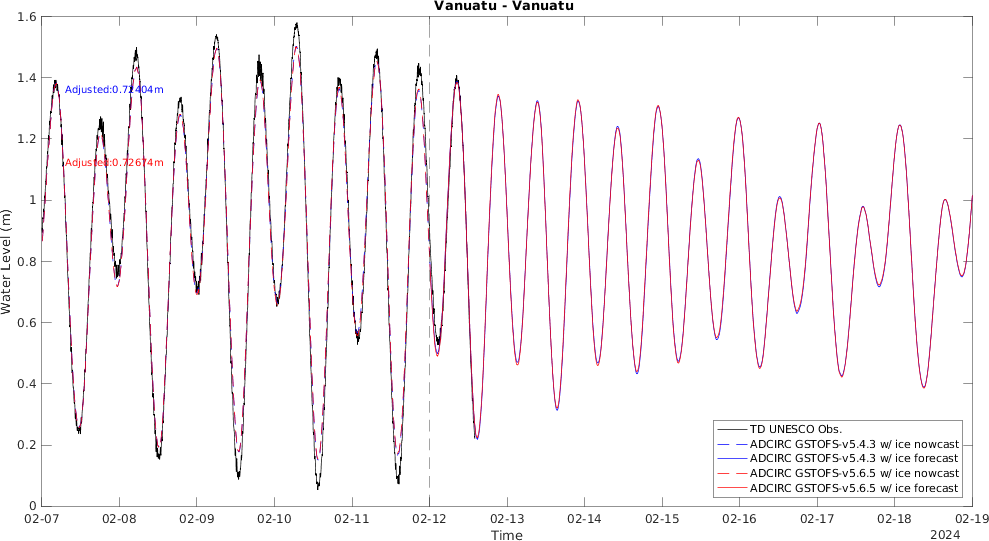 Vanuatu - Vanuatu
1.6
1.4
1.2
1
0.8
0.6
0.4
0.2
0
Water Level (m)
Adjusted:0.72404m
Adjusted:0.72674m
TD UNESCO Obs.
ADCIRC GSTOFS-v5.4.3 w/ ice nowcast
ADCIRC GSTOFS-v5.4.3 w/ ice forecast
ADCIRC GSTOFS-v5.6.5 w/ ice nowcast
ADCIRC GSTOFS-v5.6.5 w/ ice forecast
02-07 02-08 02-09 02-10 02-11 02-12 02-13 02-14 02-15 02-16 02-17 02-18 02-19
Time
2024